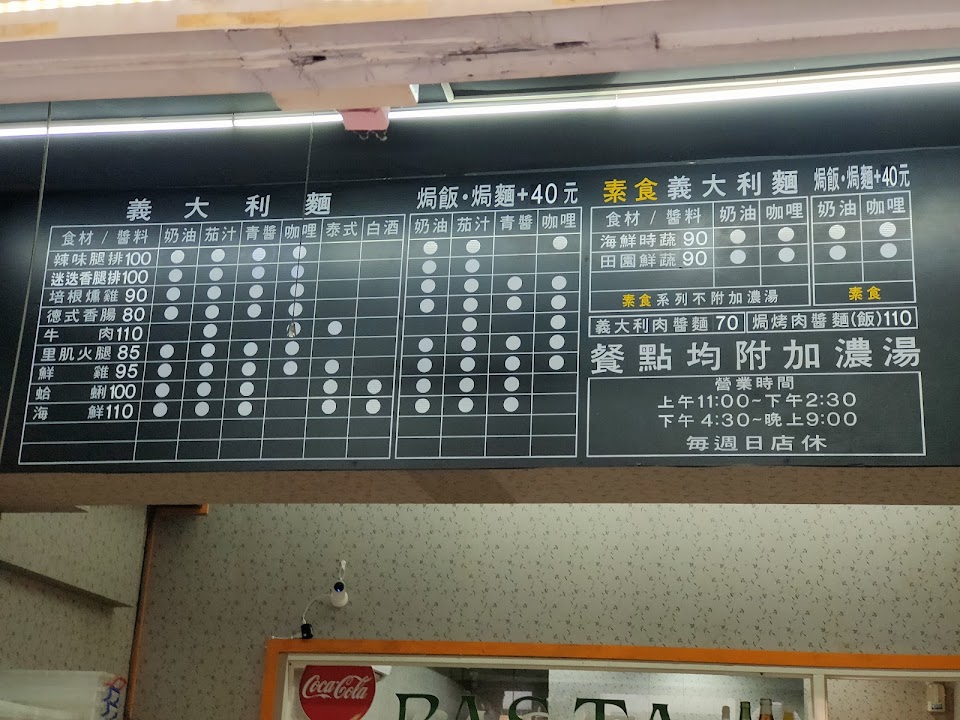 義大利麵
焗飯·焗麵+40元
食材/醬料 奶油 茄汁 青醬 咖哩 泰式 白酒 奶油 茄汁 青醬 咖哩
辣味腿排100 ● ● ● ● ● ● ●
迷迭香腿排100 ● ● ● ● ● ●
培根燻雞90 ● ● ● ● ● ● ● ●
德式香腸80 ● ● ● ● ● ● ● ●
牛肉110 ● ● ● ● ● ●
里肌火腿85 ● ● ● ● ● ● ● ●
鮮雞95 ● ● ● ● ● ● ● ● ●
蛤蜊100 ● ● ● ● ● ● ● ●
海鮮110 ● ● ● ● ● ● ● ●
素食義大利麵
焗飯·焗麵+40元
食材/醬料 奶油 咖哩 奶油 咖哩
海鮮時蔬90 ● ● ● ●
田園鮮蔬90 ● ● ● ●
素食系列不附加濃湯
素食
義大利肉醬麵70
焗烤肉醬麵(飯)110
餐點均附加濃湯
營業時間
上午11:00~下午2:30
下午4:30~晚上9:00
每週日店休
Coca-Cola
PASTA